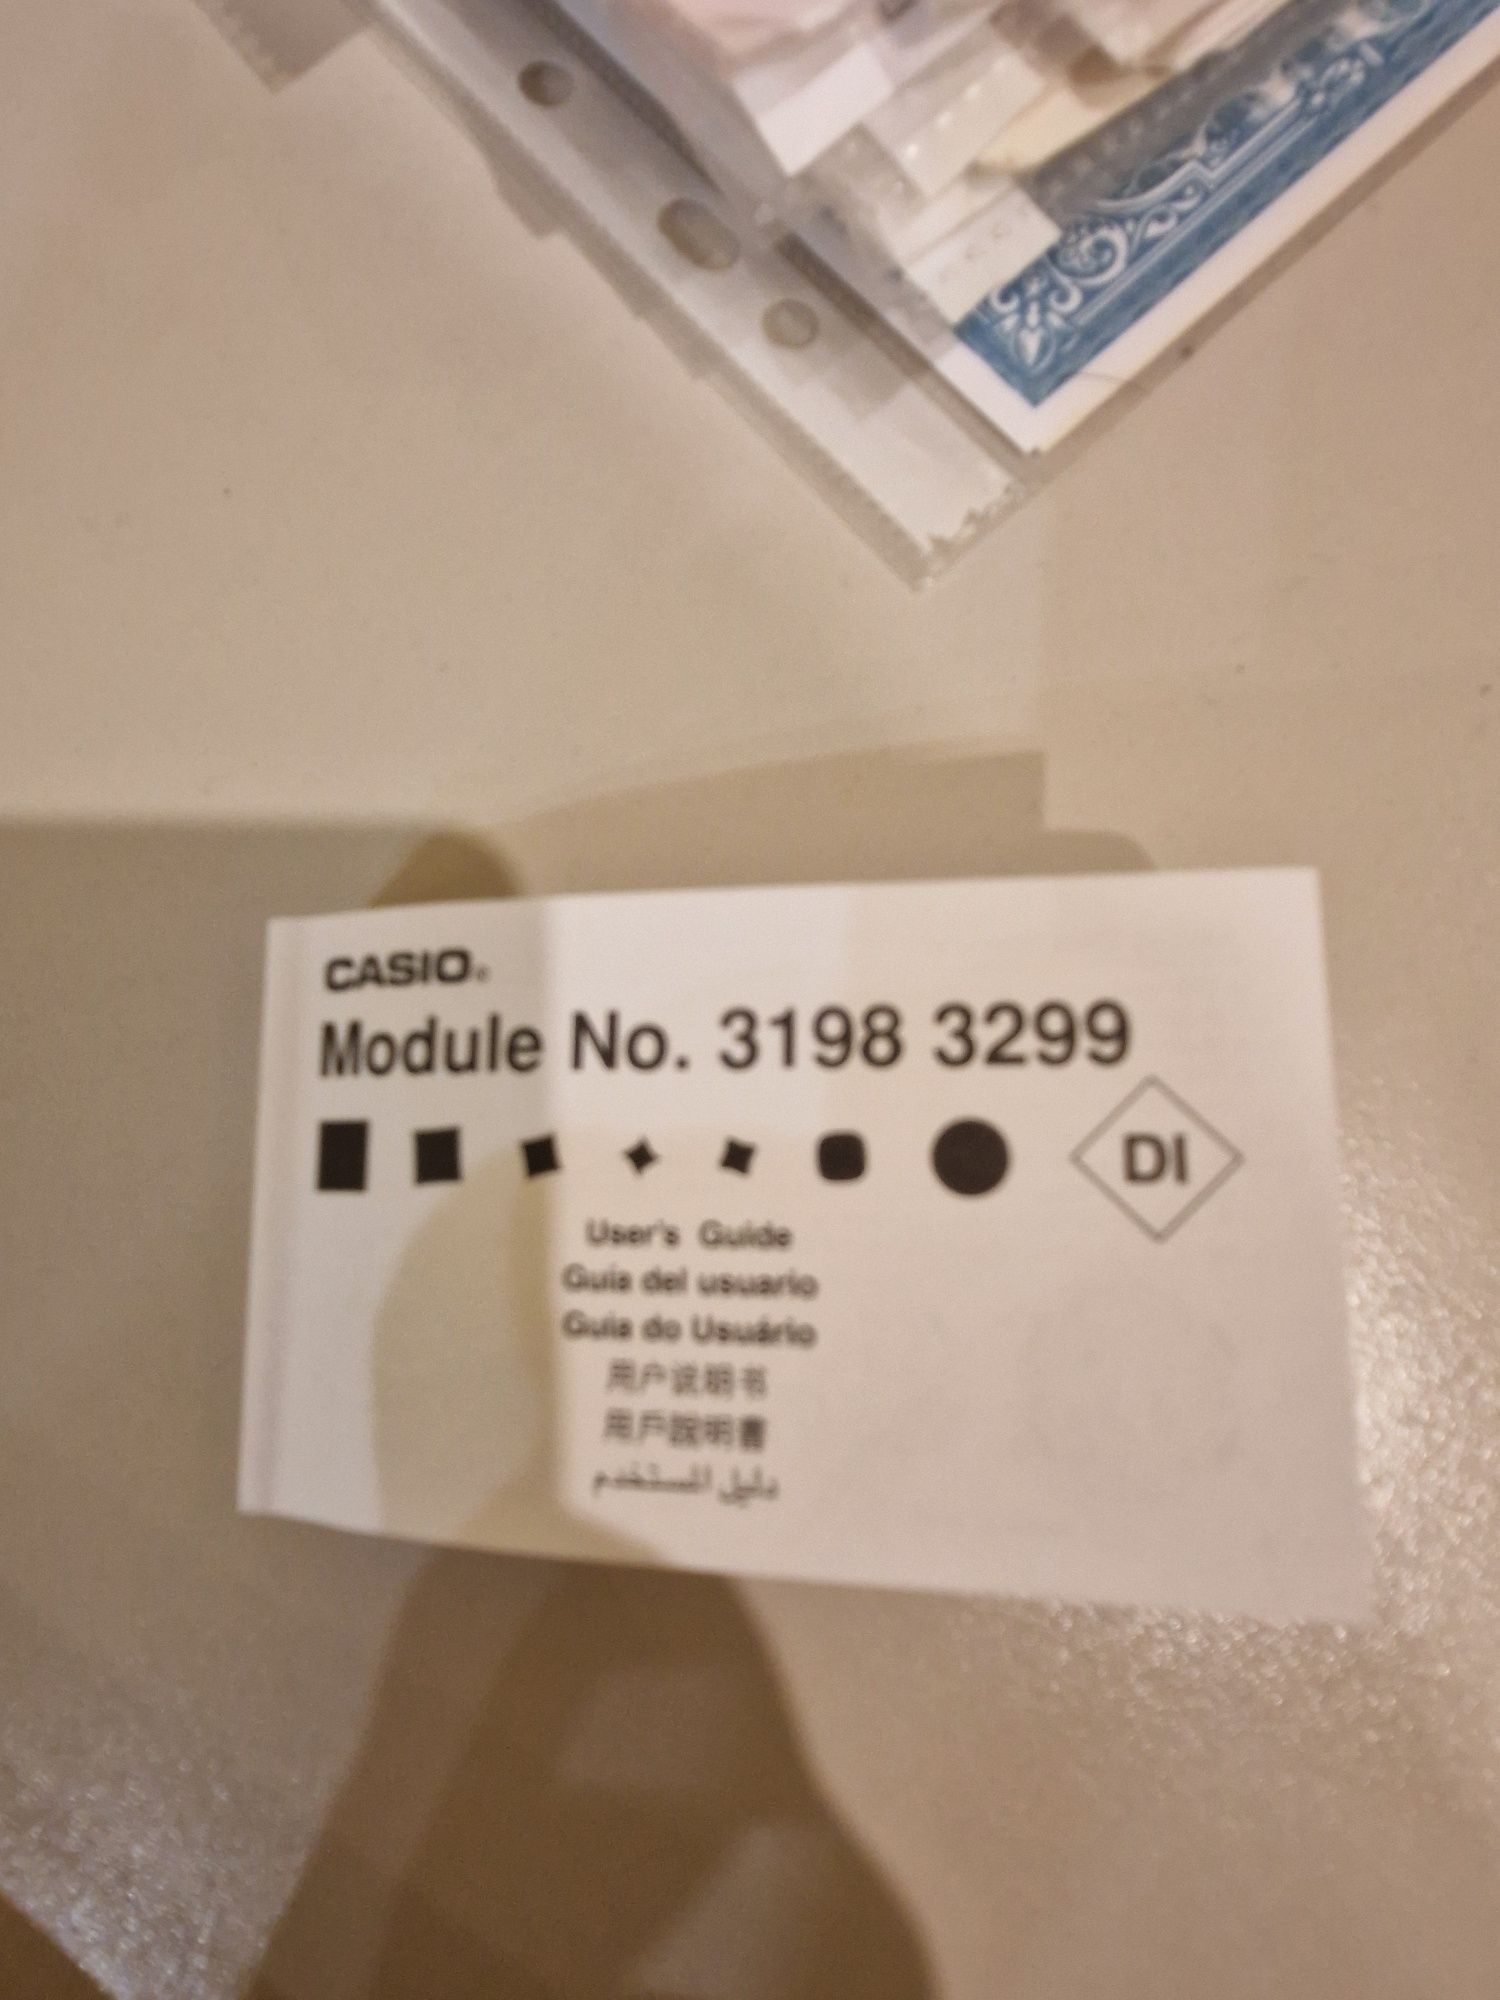 CASIO®
Module No. 3198 3299
DI
User's Guide
Guía del usuario
Guia do Usuário
用户说明书
用戶說明書
دليل المستخدم